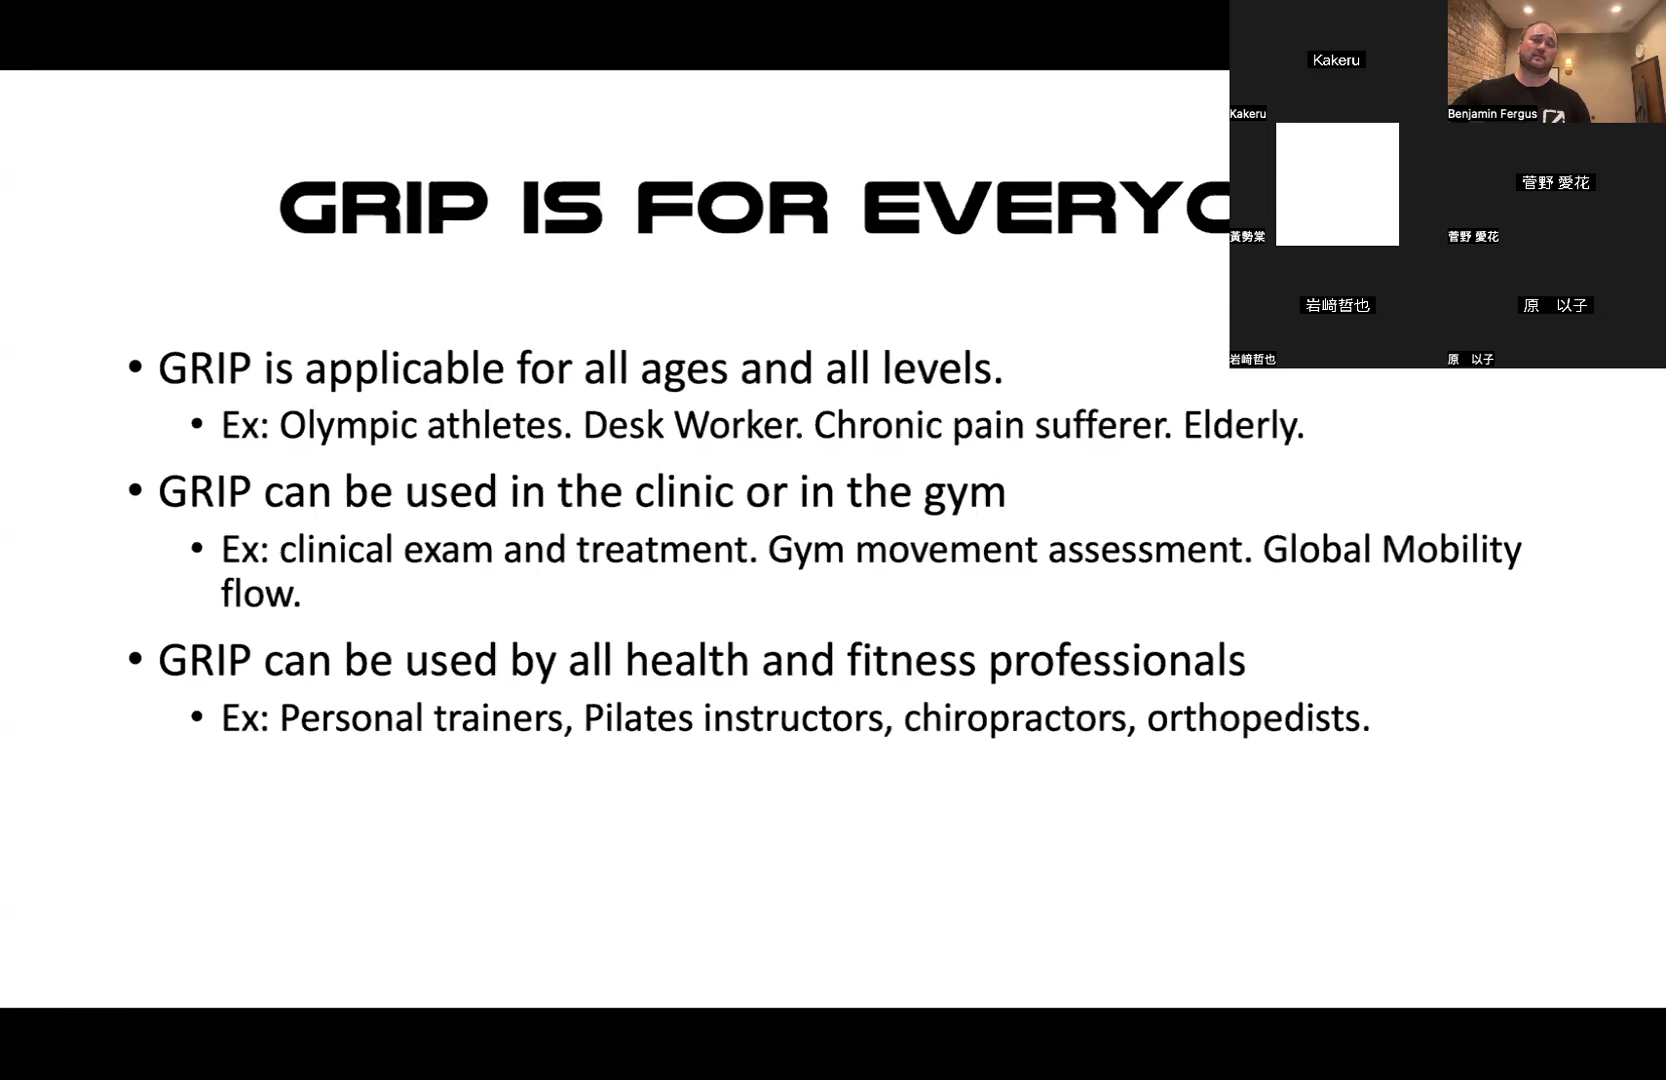 GRIP IS FOR EVERYO
• GRIP is applicable for all ages and all levels.
• Ex: Olympic athletes. Desk Worker. Chronic pain sufferer. Elderly.
• GRIP can be used in the clinic or in the gym
• Ex: clinical exam and treatment. Gym movement assessment. Global Mobility
flow.
• GRIP can be used by all health and fitness professionals
• Ex: Personal trainers, Pilates instructors, chiropractors, orthopedists.
Kakeru
Kakeru
Benjamin Fergus
黃勢棠
菅野 愛花
菅野 愛花
岩﨑哲也
岩﨑哲也
原　以子
原　以子